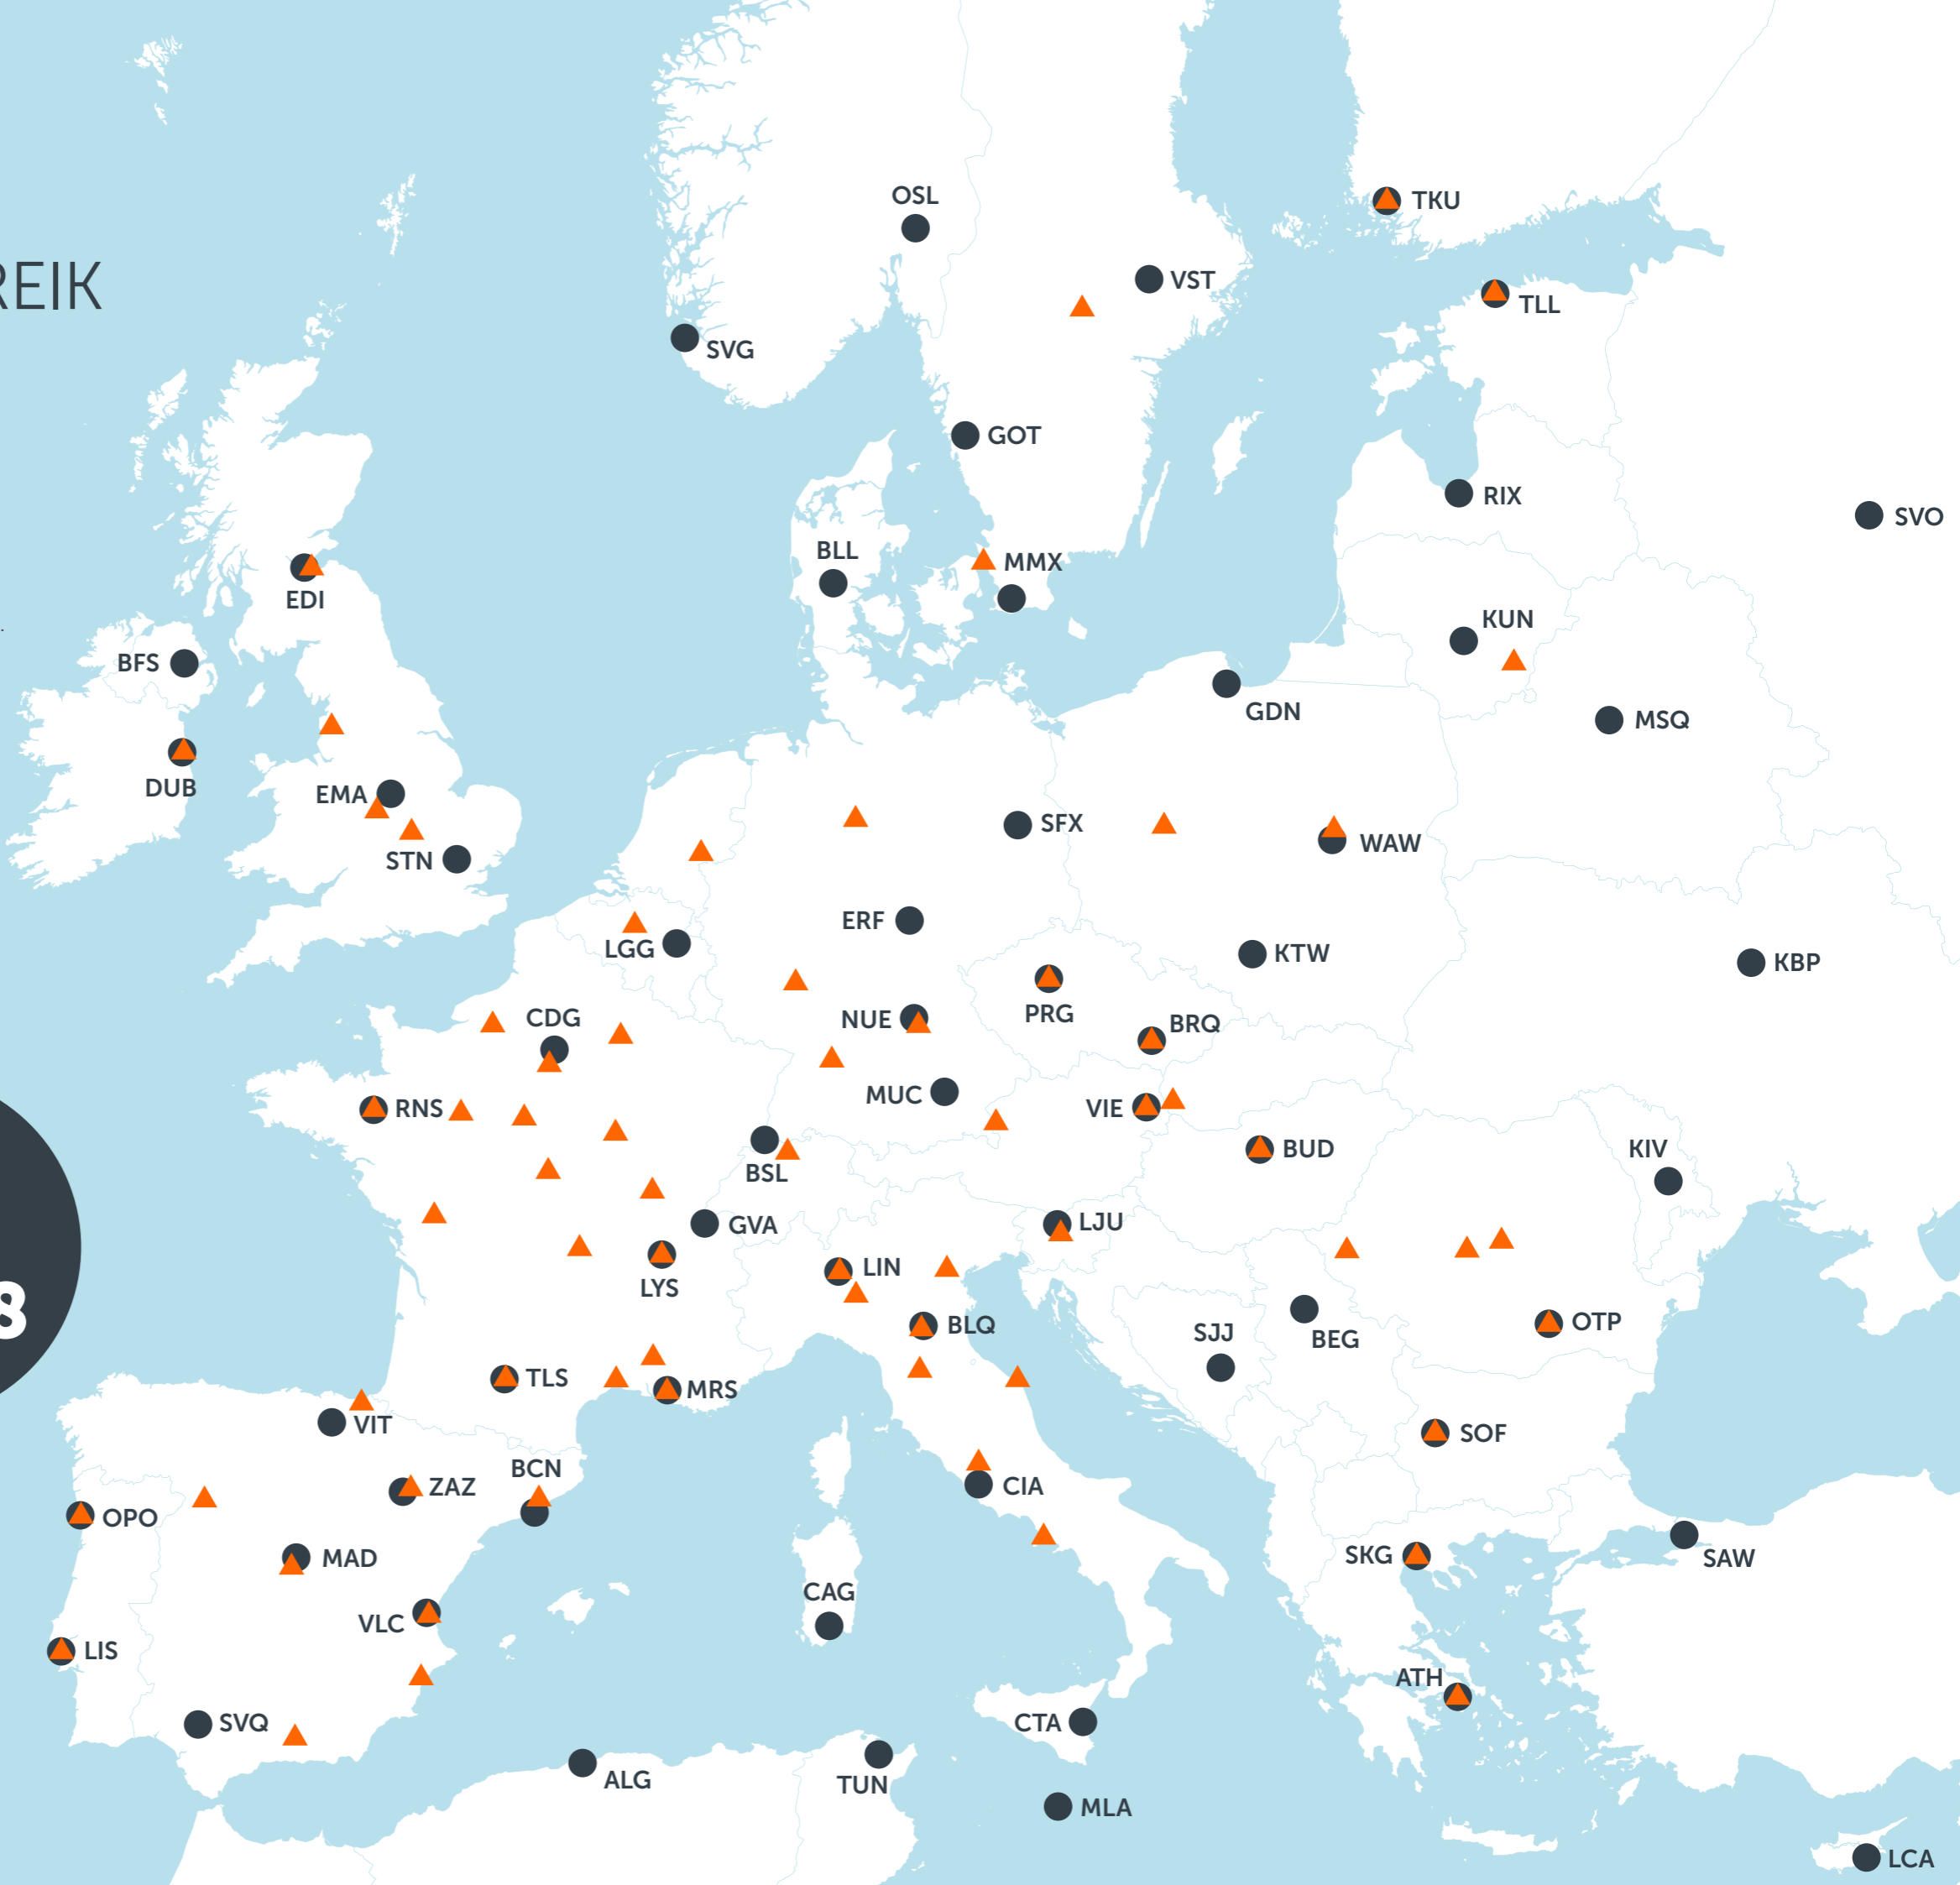 OSL
TKU
VST
REIK
TLL
SVG
GOT
RIX
SVO
BLL
MMX
EDI
KUN
BFS
GDN
MSQ
DUB
EMA
SFX
WAW
STN
ERF
LGG
KTW
KBP
CDG
NUE
PRG
BRQ
MUC
RNS
VIE
BUD
KIV
BSL
GVA
LJU
LIN
LYS
8
BLQ
OTP
SJJ
BEG
TLS
MRS
VIT
SOF
BCN
ZAZ
CIA
OPO
MAD
SKG
SAW
CAG
VLC
LIS
ATH
SVQ
CTA
ALG
TUN
MLA
LCA